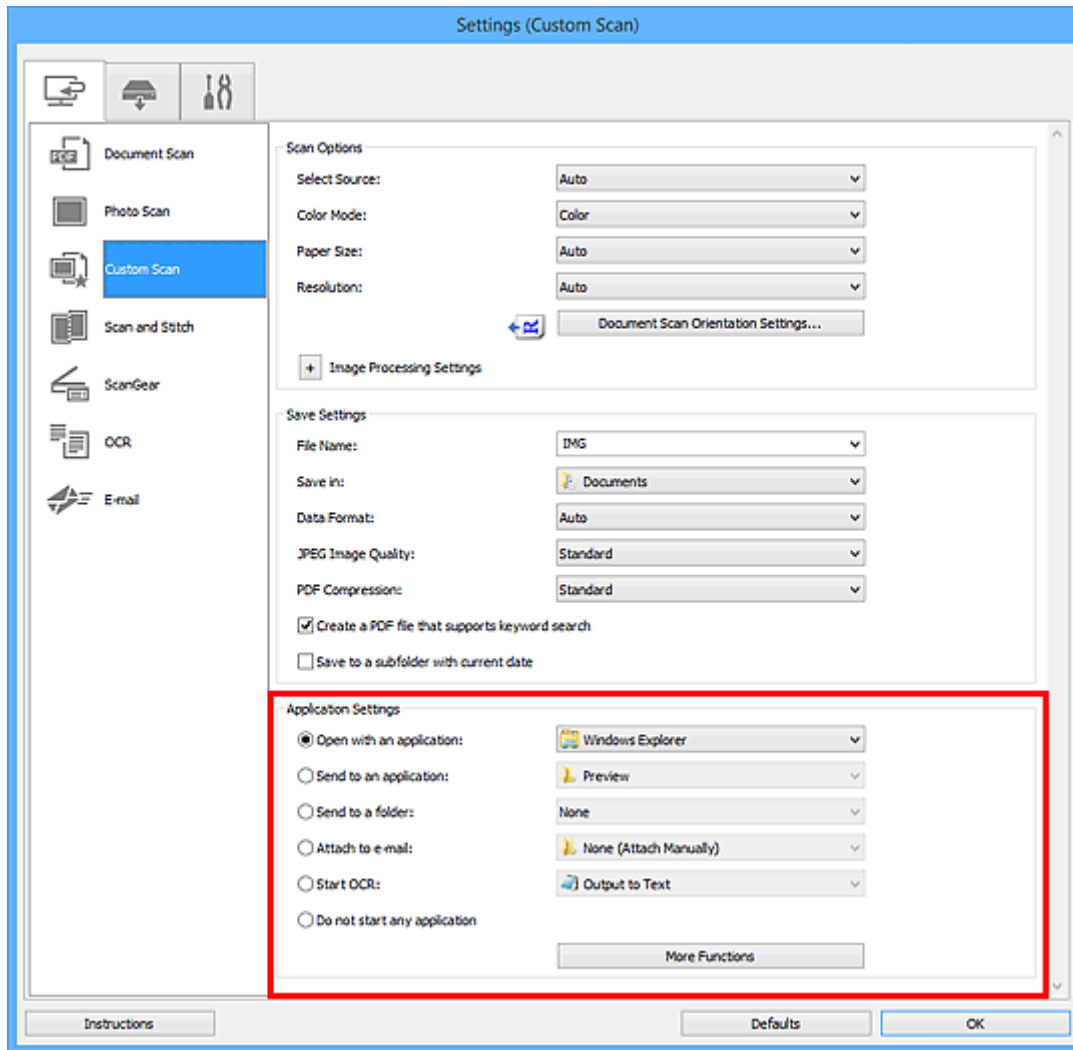 Settings (Custom Scan)
Document Scan
Photo Scan
Custom Scan
Scan and Stitch
ScanGear
OCR
E-mail
Scan Options
Select Source: Auto
Color Mode: Color
Paper Size: Auto
Resolution: Auto
Document Scan Orientation Settings...
+ Image Processing Settings
Save Settings
File Name: IMG
Save in: Documents
Data Format: Auto
JPEG Image Quality: Standard
PDF Compression: Standard
Create a PDF file that supports keyword search
Save to a subfolder with current date
Application Settings
Open with an application: Windows Explorer
Send to an application: Preview
Send to a folder: None
Attach to e-mail: None (Attach Manually)
Start OCR: Output to Text
Do not start any application
More Functions
Instructions Defaults OK